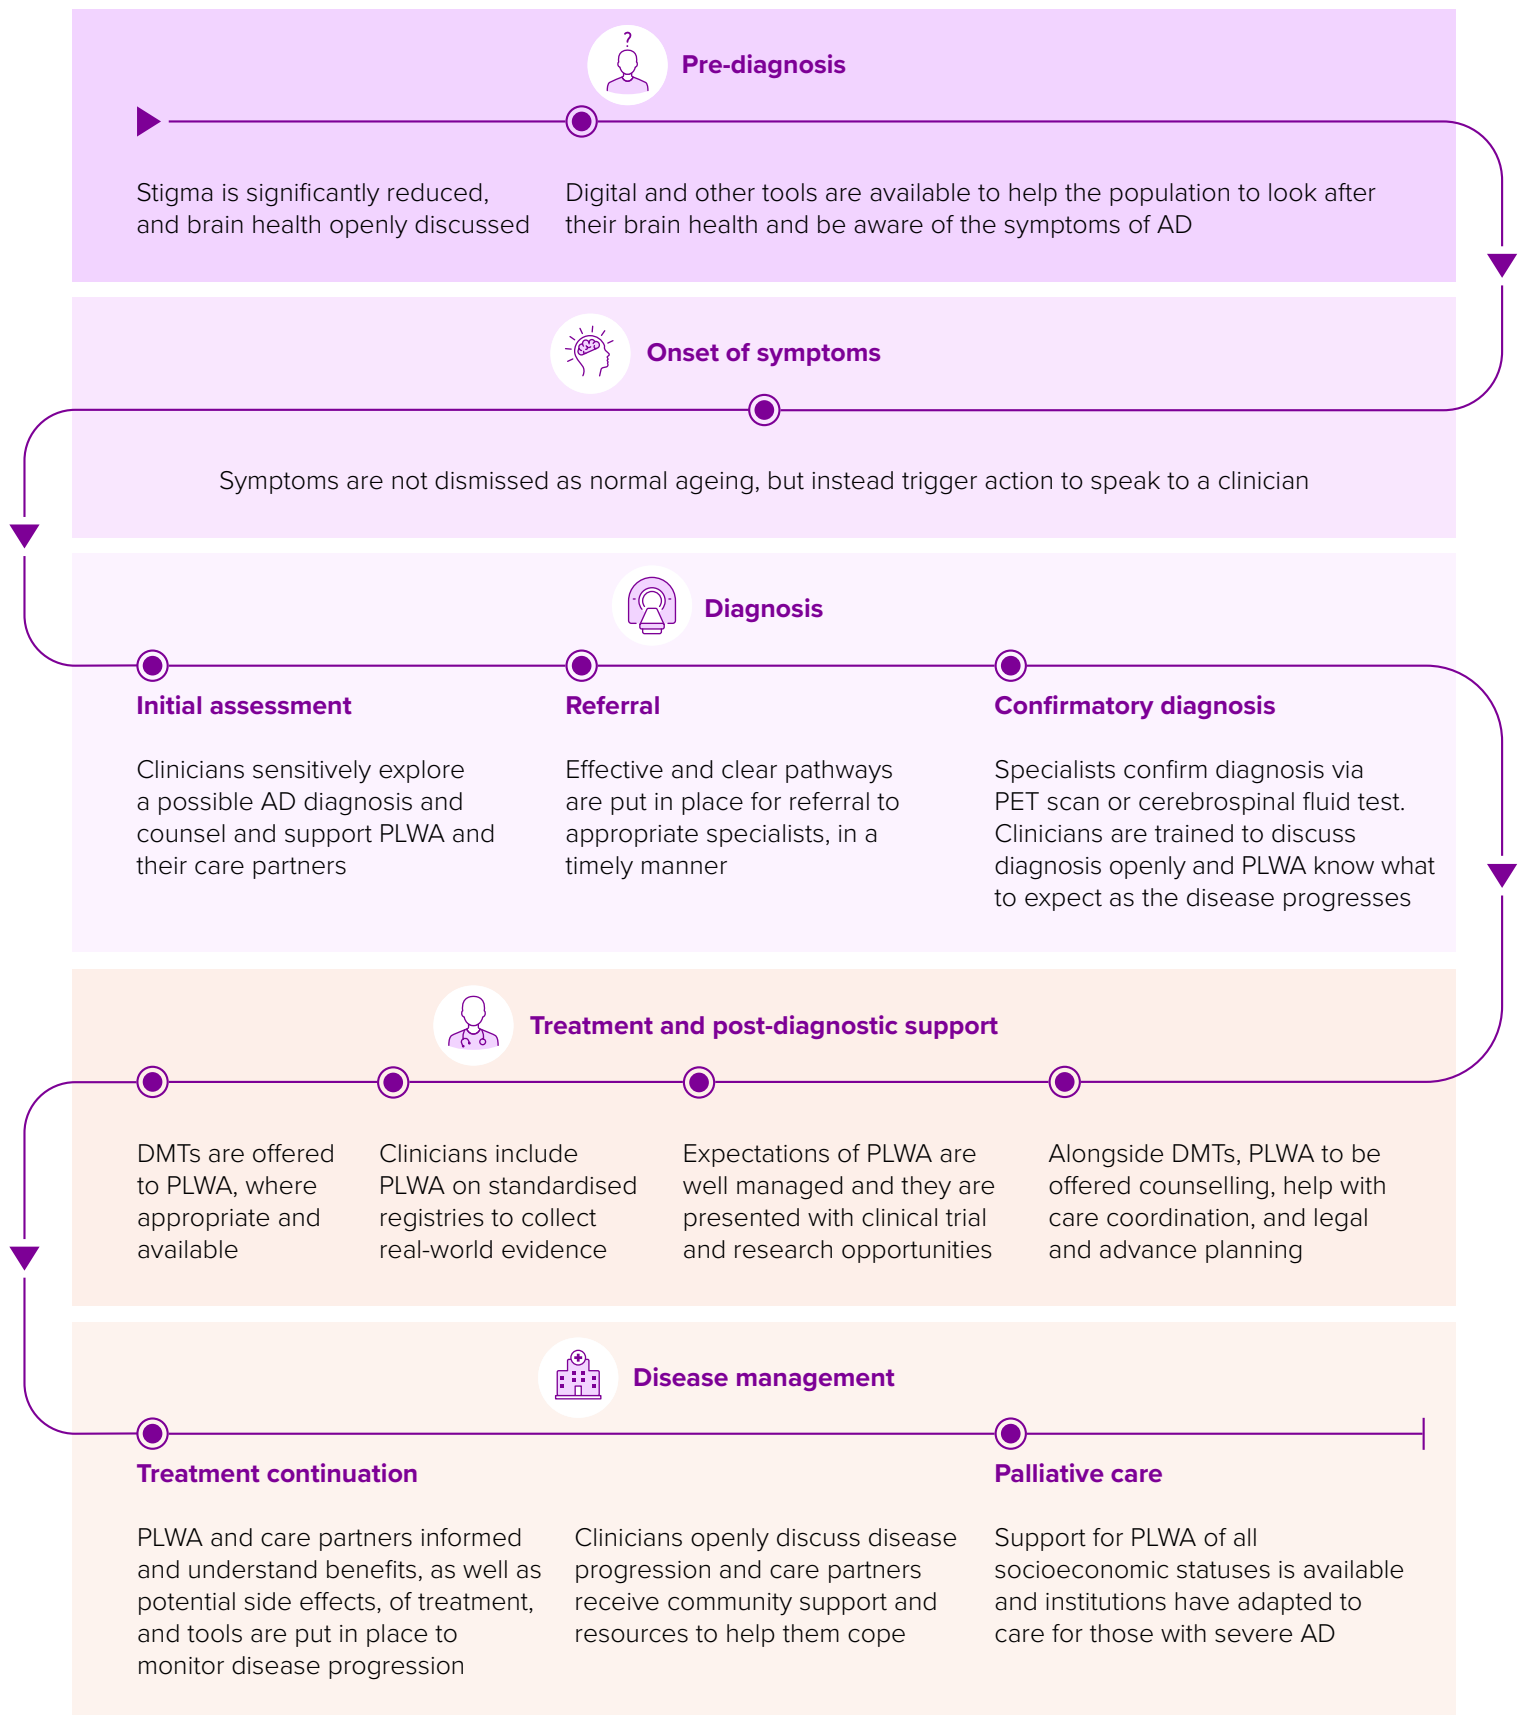 ?
Pre-diagnosis
Stigma is significantly reduced,
and brain health openly discussed
Digital and other tools are available to help the population to look after
their brain health and be aware of the symptoms of AD
Onset of symptoms
Symptoms are not dismissed as normal ageing, but instead trigger action to speak to a clinician
Diagnosis
Initial assessment
Clinicians sensitively explore
a possible AD diagnosis and
counsel and support PLWA and
their care partners
Referral
Effective and clear pathways
are put in place for referral to
appropriate specialists, in a
timely manner
Confirmatory diagnosis
Specialists confirm diagnosis via
PET scan or cerebrospinal fluid test.
Clinicians are trained to discuss
diagnosis openly and PLWA know what
to expect as the disease progresses
Treatment and post-diagnostic support
DMTs are offered
to PLWA, where
appropriate and
available
Clinicians include
PLWA on standardised
registries to collect
real-world evidence
Expectations of PLWA are
well managed and they are
presented with clinical trial
and research opportunities
Alongside DMTs, PLWA to be
offered counselling, help with
care coordination, and legal
and advance planning
Disease management
Treatment continuation
PLWA and care partners informed
and understand benefits, as well as
potential side effects, of treatment,
and tools are put in place to
monitor disease progression
Clinicians openly discuss disease
progression and care partners
receive community support and
resources to help them cope
Palliative care
Support for PLWA of all
socioeconomic statuses is available
and institutions have adapted to
care for those with severe AD